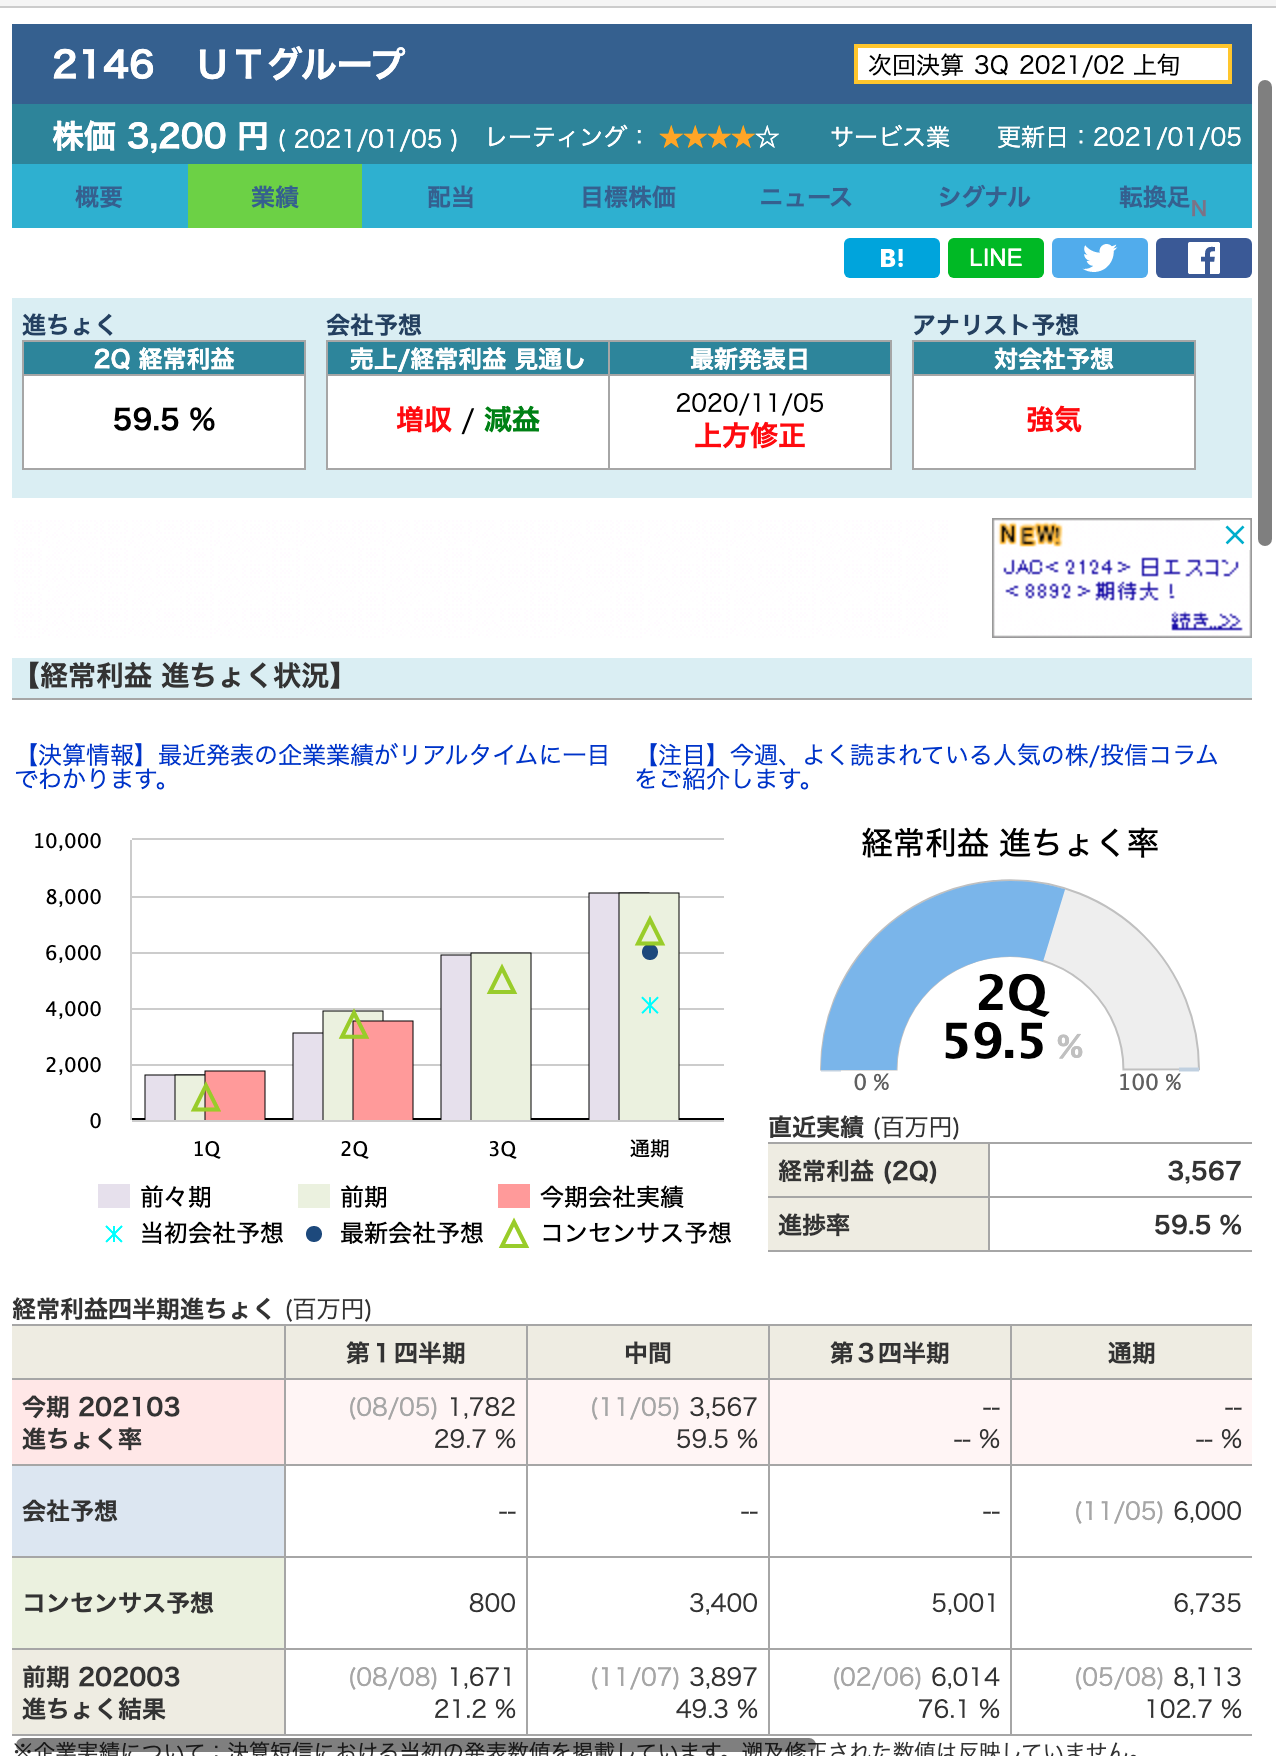 2146　UTグループ
次回決算 3Q 2021/02 上旬
株価 3,200 円 ( 2021/01/05 ) レーティング： ★★★★☆ サービス業 更新日：2021/01/05
概要 業績 配当 目標株価 ニュース シグナル 転換足N
B! LINE
進ちょく 会社予想 アナリスト予想
2Q 経常利益 売上/経常利益 見通し 最新発表日 対会社予想
59.5 % 増収 / 減益 2020/11/05 強気
上方修正
NEW!
JAC<2124> 日エスコン
<8892>期待大！
続き..>>
【経常利益 進ちょく状況】
【決算情報】最近発表の企業業績がリアルタイムに一目
でわかります。
【注目】今週、よく読まれている人気の株/投信コラム
をご紹介します。
経常利益 進ちょく率
10,000
8,000
6,000
4,000
2,000
0
1Q 2Q 3Q 通期
前々期 前期 今期会社実績
当初会社予想 最新会社予想 コンセンサス予想
2Q
59.5 %
0 % 100 %
直近実績 (百万円)
経常利益 (2Q) 3,567
進捗率 59.5 %
経常利益四半期進ちょく (百万円)
第１四半期 中間 第３四半期 通期
今期 202103 (08/05) 1,782 (11/05) 3,567 -- --
進ちょく率 29.7 % 59.5 % -- % -- %
会社予想 -- -- -- (11/05) 6,000
コンセンサス予想 800 3,400 5,001 6,735
前期 202003 (08/08) 1,671 (11/07) 3,897 (02/06) 6,014 (05/08) 8,113
進ちょく結果 21.2 % 49.3 % 76.1 % 102.7 %
※企業実績について：決算短信における当初の発表数値を掲載しています。遡及修正された数値は反映していません。